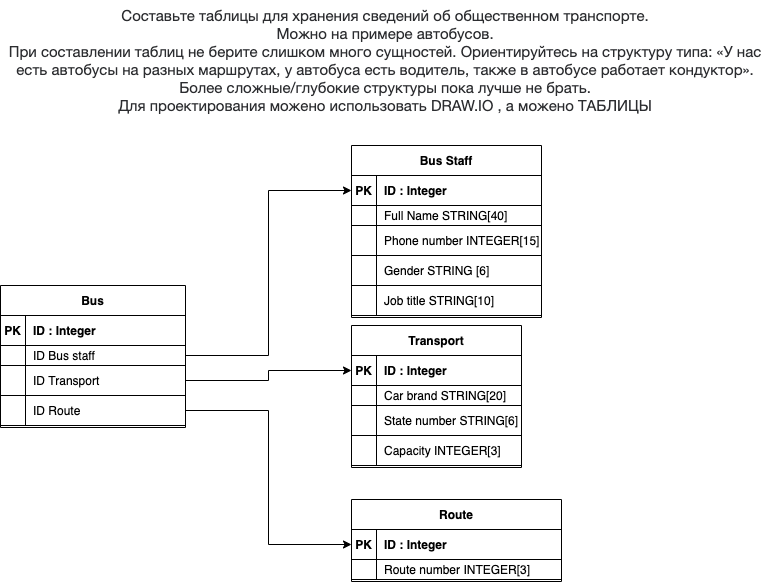 Составьте таблицы для хранения сведений об общественном транспорте.
Можно на примере автобусов.
При составлении таблиц не берите слишком много сущностей. Ориентируйтесь на структуру типа: «У нас
есть автобусы на разных маршрутах, у автобуса есть водитель, также в автобусе работает кондуктор».
Более сложные/глубокие структуры пока лучше не брать.
Для проектирования можено использовать DRAW.IO , а можено ТАБЛИЦЫ
Bus Staff
PK ID : Integer
Full Name STRING[40]
Phone number INTEGER[15]
Gender STRING [6]
Job title STRING[10]
Bus
PK ID : Integer
ID Bus staff
ID Transport
ID Route
Transport
PK ID : Integer
Car brand STRING[20]
State number STRING[6]
Capacity INTEGER[3]
Route
PK ID : Integer
Route number INTEGER[3]